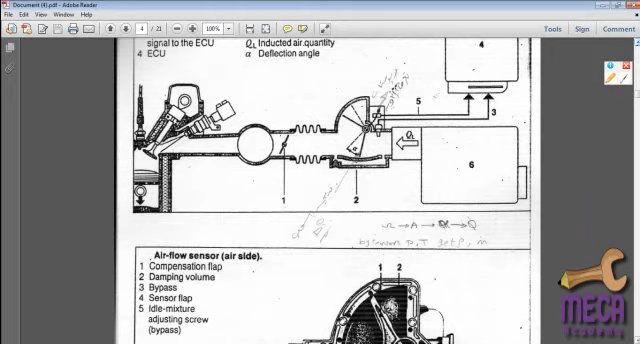 Document (4).pdf - Adobe Reader
File Edit View Window Help
4 / 21
100%
Tools Sign Comment
signal to the ECU
4 ECU
QL Inducted air quantity
α Deflection angle
4
5
3
QL
α
6
1
2
Air-flow sensor (air side).
1 Compensation flap
2 Damping volume
3 Bypass
4 Sensor flap
5 Idle-mixture
adjusting screw
(bypass)
1 2
MECA
Academy